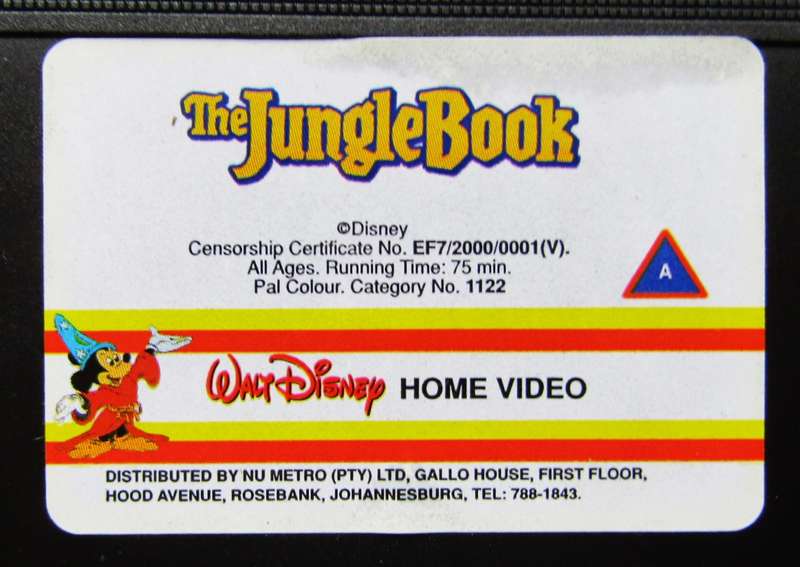 The Jungle Book
©Disney
Censorship Certificate No. EF7/2000/0001(V).
All Ages. Running Time: 75 min.
Pal Colour. Category No. 1122
A
WALT DISNEY HOME VIDEO
DISTRIBUTED BY NU METRO (PTY) LTD, GALLO HOUSE, FIRST FLOOR,
HOOD AVENUE, ROSEBANK, JOHANNESBURG, TEL: 788-1843.